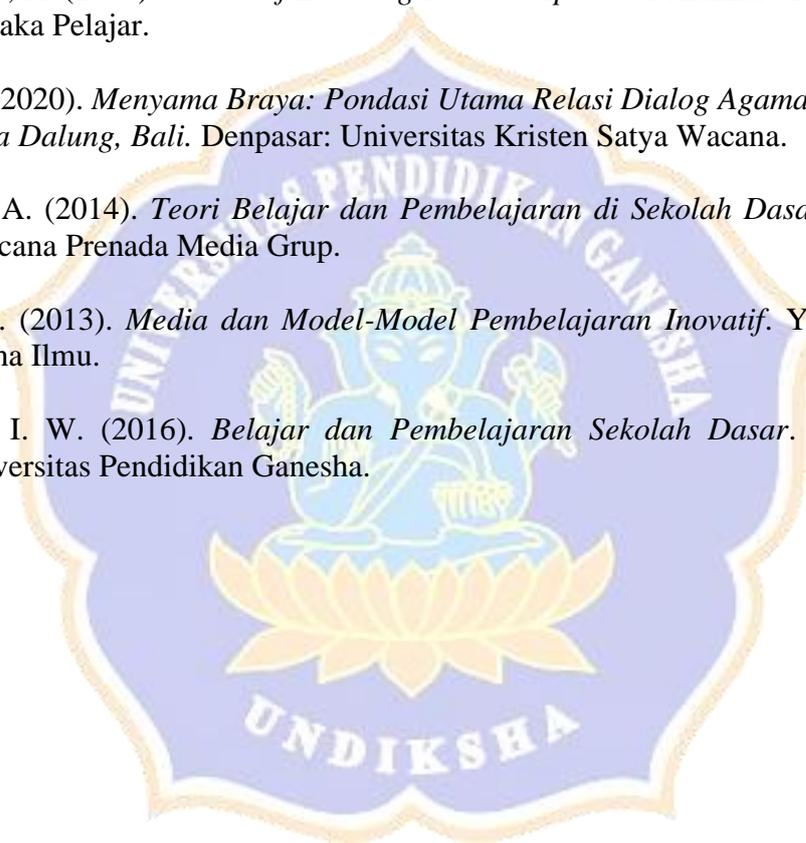 aka Pelajar.
2020). Menyama Braya: Pondasi Utama Relasi Dialog Agama
a Dalung, Bali. Denpasar: Universitas Kristen Satya Wacana.
A. (2014). Teori Belajar dan Pembelajaran di Sekolah Dasa
cana Prenada Media Grup.
. (2013). Media dan Model-Model Pembelajaran Inovatif. Y
na Ilmu.
I. W. (2016). Belajar dan Pembelajaran Sekolah Dasar.
versitas Pendidikan Ganesha.
UNIVERSITAS PENDIDIKAN GANESHA
UNDIKSHA